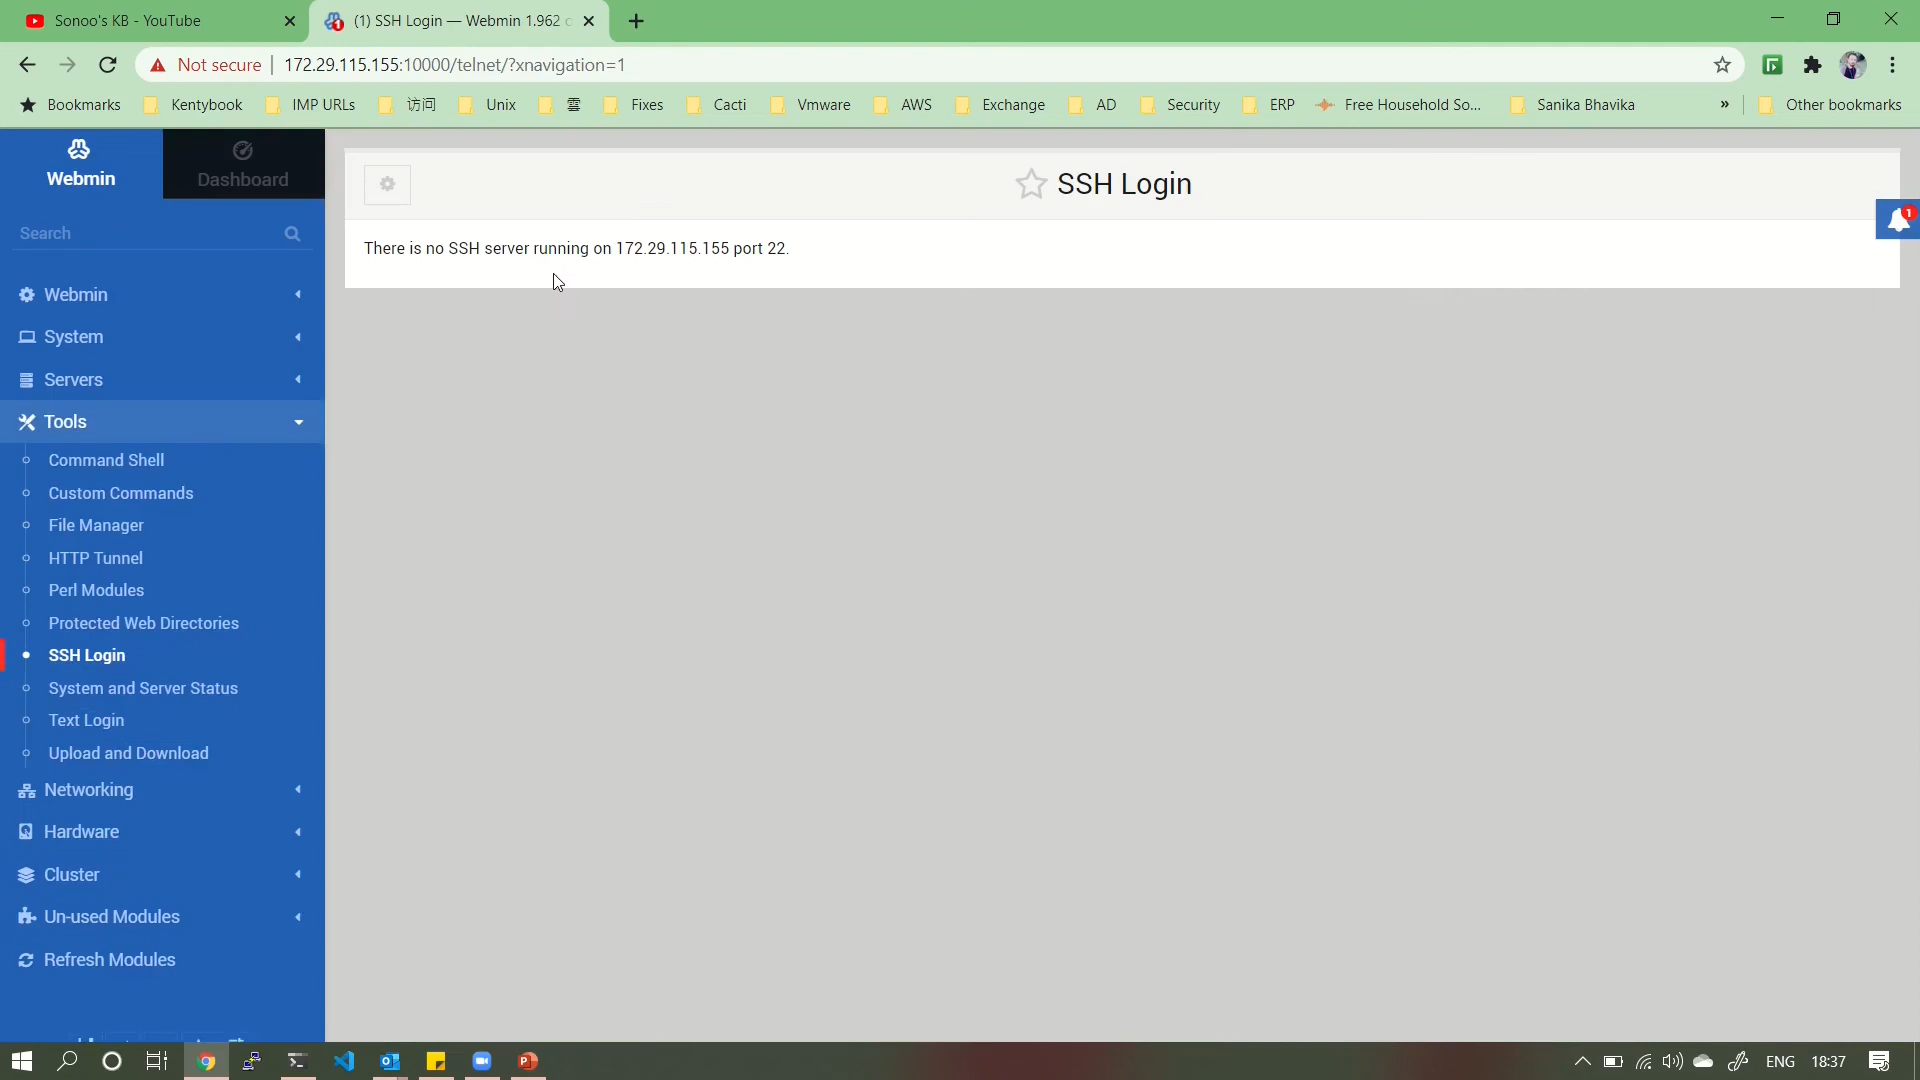 Sonoo's KB - YouTube
(1) SSH Login — Webmin 1.962
Not secure
172.29.115.155:10000/telnet/?xnavigation=1
Bookmarks Kentybook IMP URLs 访问 Unix 雲 Fixes Cacti Vmware AWS Exchange AD Security ERP Free Household So... Sanika Bhavika » Other bookmarks
Webmin
Dashboard
Search
Webmin
System
Servers
Tools
Command Shell
Custom Commands
File Manager
HTTP Tunnel
Perl Modules
Protected Web Directories
SSH Login
System and Server Status
Text Login
Upload and Download
Networking
Hardware
Cluster
Un-used Modules
Refresh Modules
SSH Login
There is no SSH server running on 172.29.115.155 port 22.
1
ENG
18:37